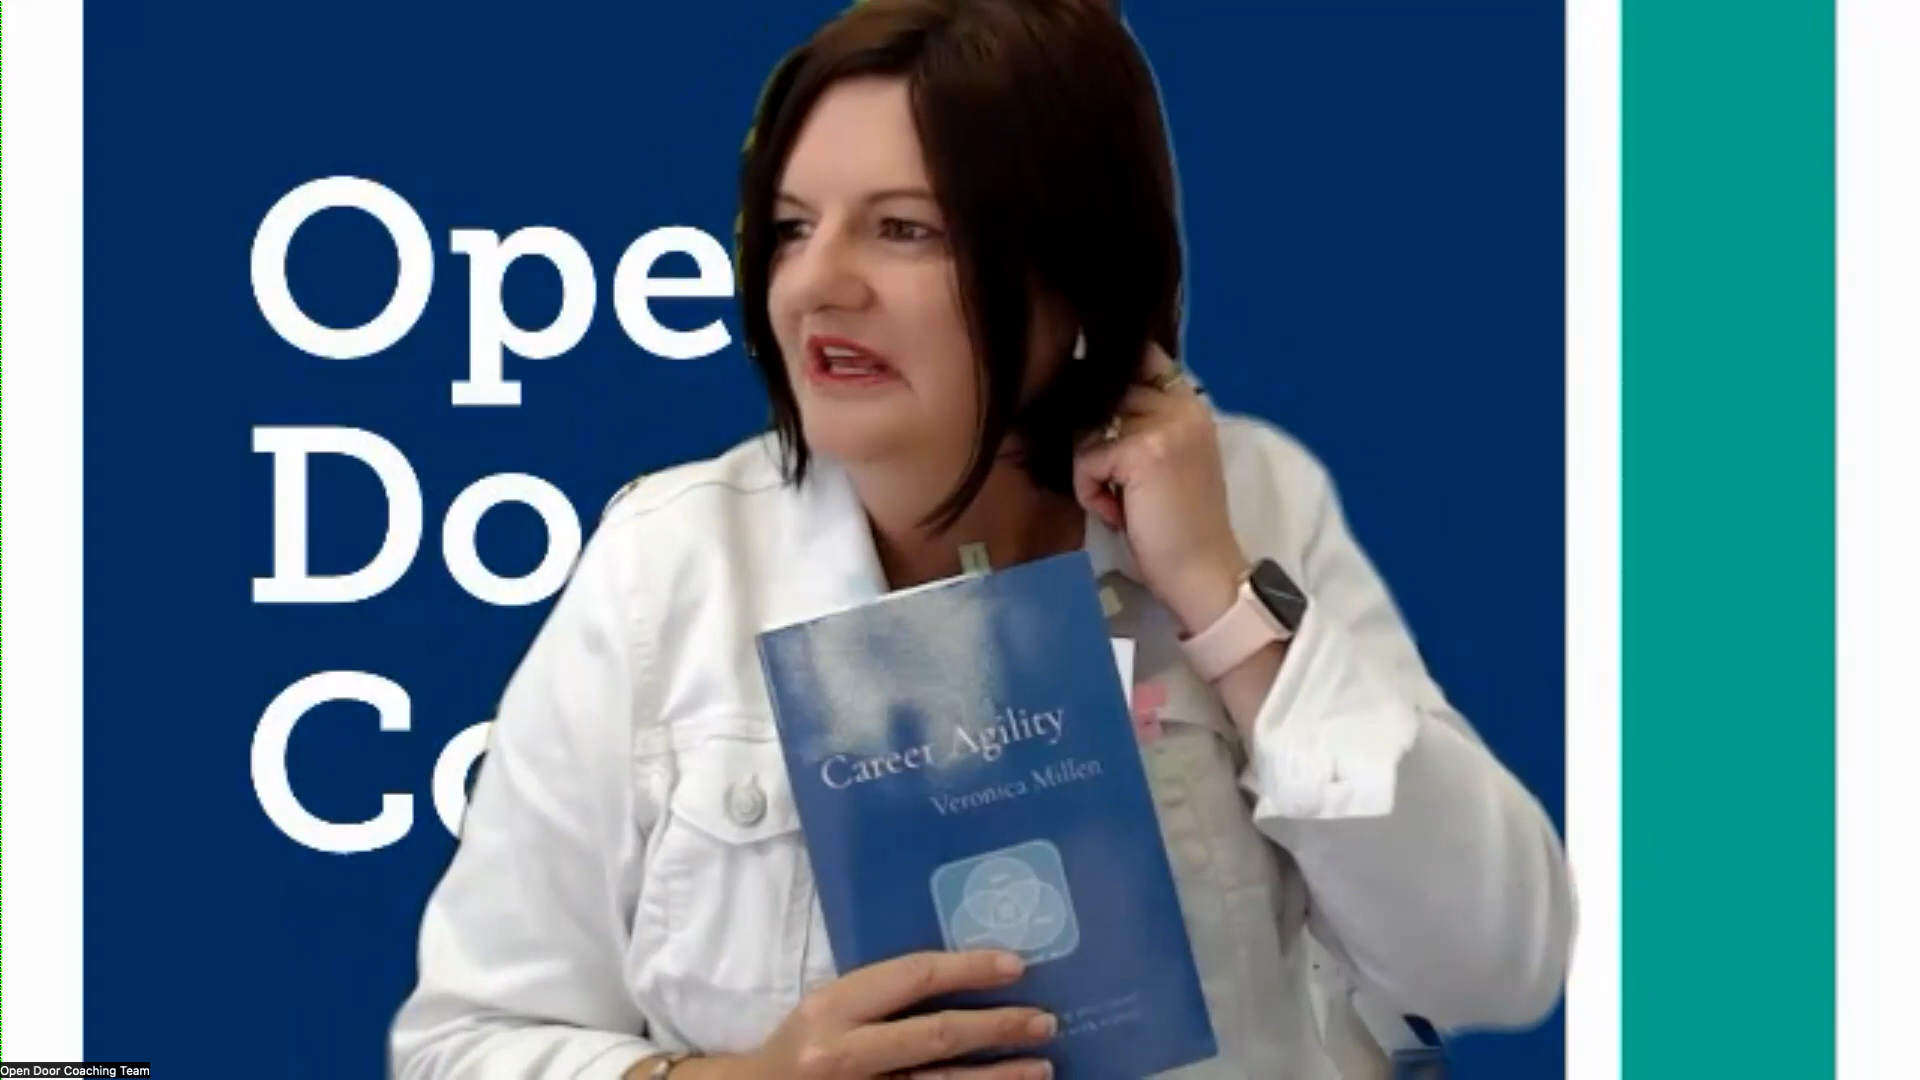 Ope
Do
Co
Career Agility
Veronica Millen
Open Door Coaching Team